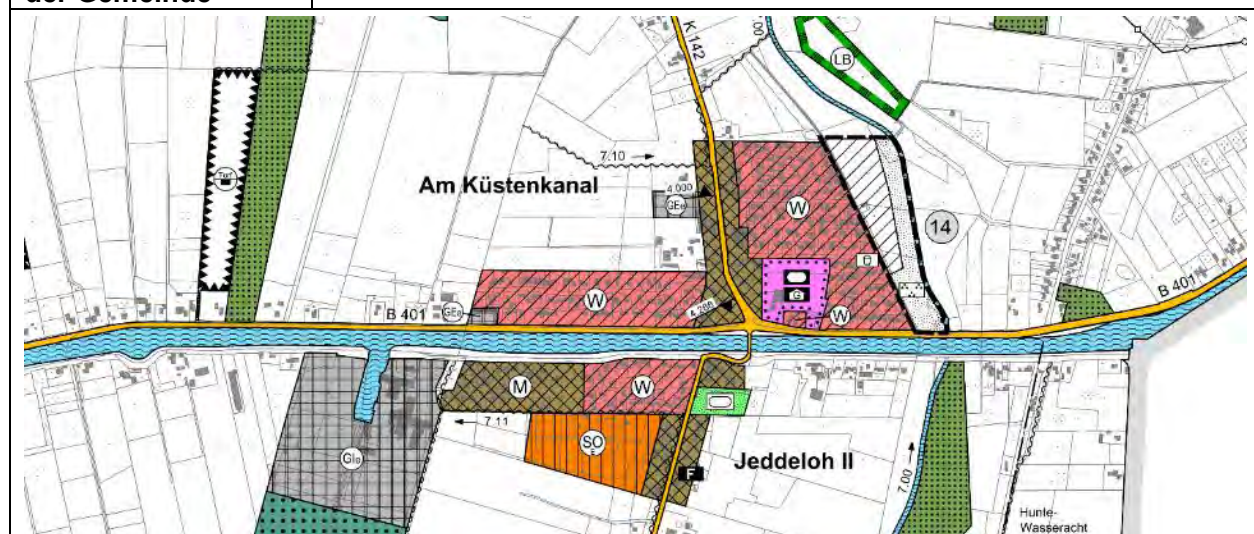 der Gemeinde
K 142
LB
7.10
Am Küstenkanal
4.000
GEe
W
14
Torf
W
G
W
B 401
GEe
B 401
M
W
7.11
SO
GIe
F
Jeddeloh II
7.00
Hunte-
Wasseracht